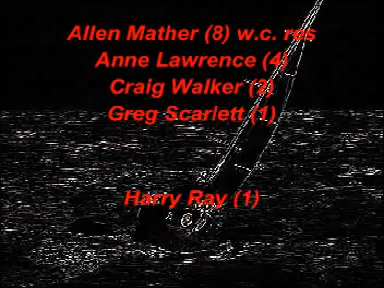 Allen Mather (8) w.c. res
Anne Lawrence (4)
Craig Walker (2)
Greg Scarlett (1)
Harry Ray (1)